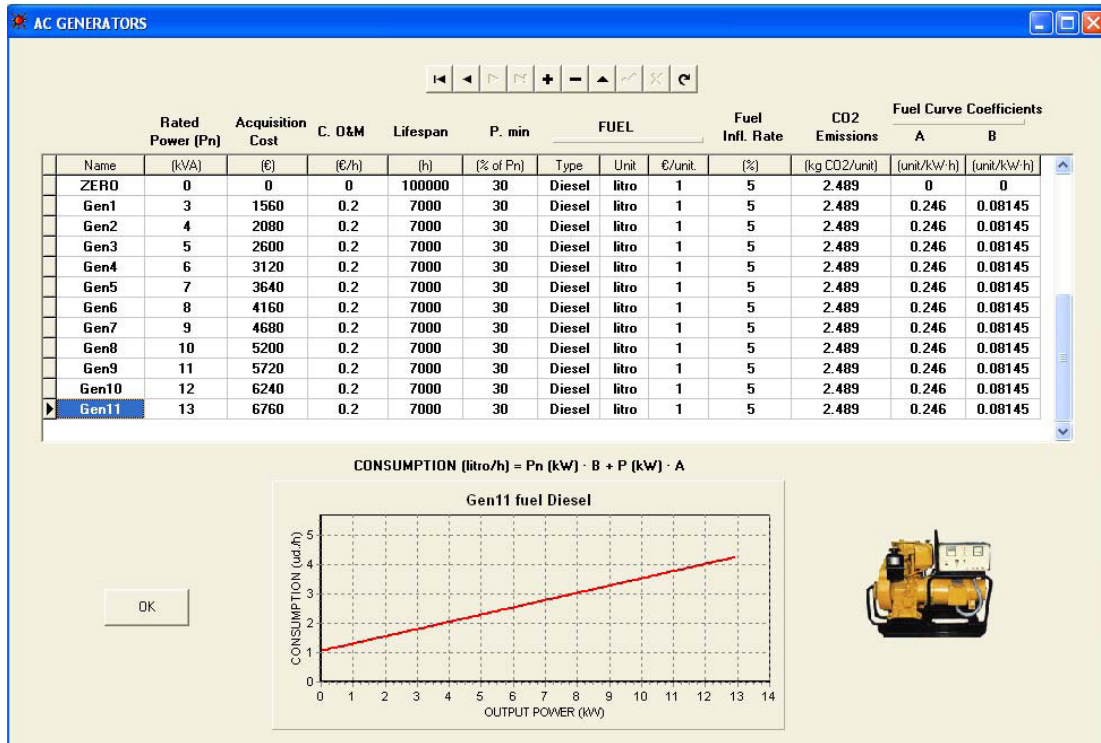 AC GENERATORS
Rated Power (Pn) Acquisition Cost C. O&M Lifespan P. min FUEL Fuel Infl. Rate CO2 Emissions Fuel Curve Coefficients A B
Name (kVA) (€) (€/h) (h) (% of Pn) Type Unit €/unit. (%) (kg CO2/unit) (unit/kW·h) (unit/kW·h)
ZERO 0 0 0 100000 30 Diesel litro 1 5 2.489 0 0
Gen1 3 1560 0.2 7000 30 Diesel litro 1 5 2.489 0.246 0.08145
Gen2 4 2080 0.2 7000 30 Diesel litro 1 5 2.489 0.246 0.08145
Gen3 5 2600 0.2 7000 30 Diesel litro 1 5 2.489 0.246 0.08145
Gen4 6 3120 0.2 7000 30 Diesel litro 1 5 2.489 0.246 0.08145
Gen5 7 3640 0.2 7000 30 Diesel litro 1 5 2.489 0.246 0.08145
Gen6 8 4160 0.2 7000 30 Diesel litro 1 5 2.489 0.246 0.08145
Gen7 9 4680 0.2 7000 30 Diesel litro 1 5 2.489 0.246 0.08145
Gen8 10 5200 0.2 7000 30 Diesel litro 1 5 2.489 0.246 0.08145
Gen9 11 5720 0.2 7000 30 Diesel litro 1 5 2.489 0.246 0.08145
Gen10 12 6240 0.2 7000 30 Diesel litro 1 5 2.489 0.246 0.08145
Gen11 13 6760 0.2 7000 30 Diesel litro 1 5 2.489 0.246 0.08145
CONSUMPTION (litro/h) = Pn (kW) · B + P (kW) · A
Gen11 fuel Diesel
CONSUMPTION (ud./h)
5
4
3
2
1
0
0 1 2 3 4 5 6 7 8 9 10 11 12 13 14
OUTPUT POWER (kW)
OK